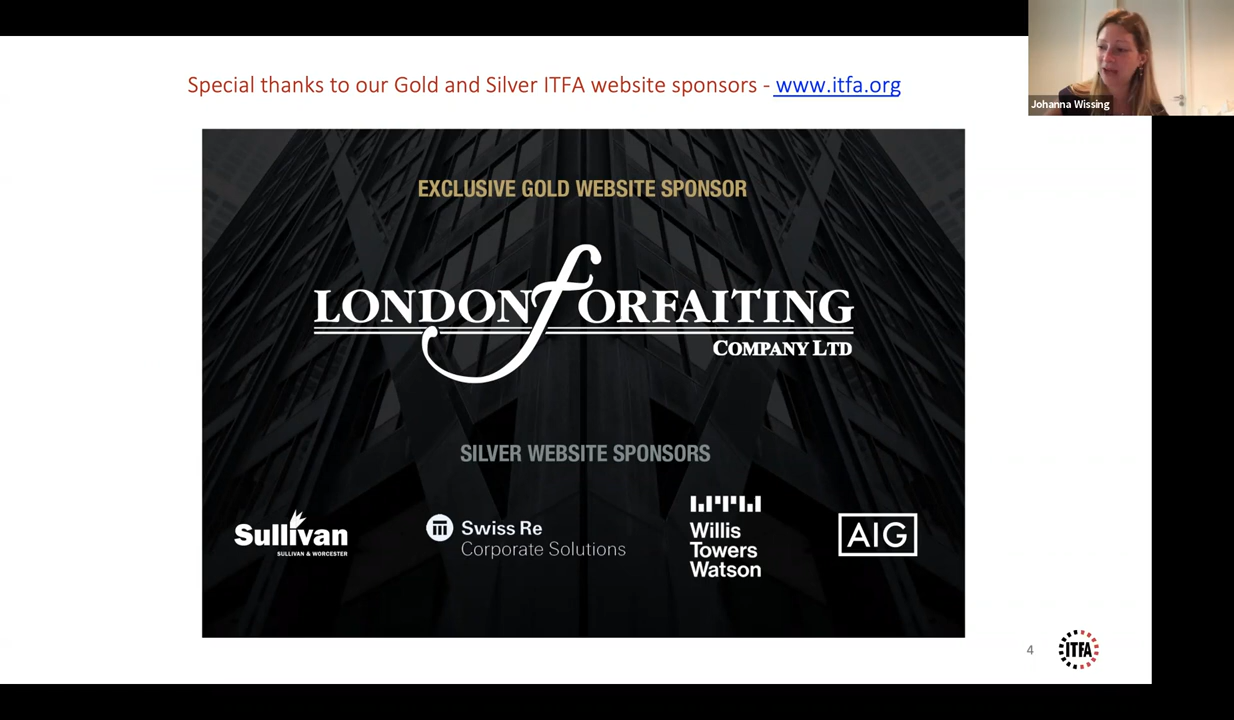 Special thanks to our Gold and Silver ITFA website sponsors - www.itfa.org
Johanna Wissing
EXCLUSIVE GOLD WEBSITE SPONSOR
LONDON fORFAITING
COMPANY LTD
SILVER WEBSITE SPONSORS
Sullivan
SULLIVAN & WORCESTER
Swiss Re
Corporate Solutions
Willis
Towers
Watson
AIG
4
ITFA